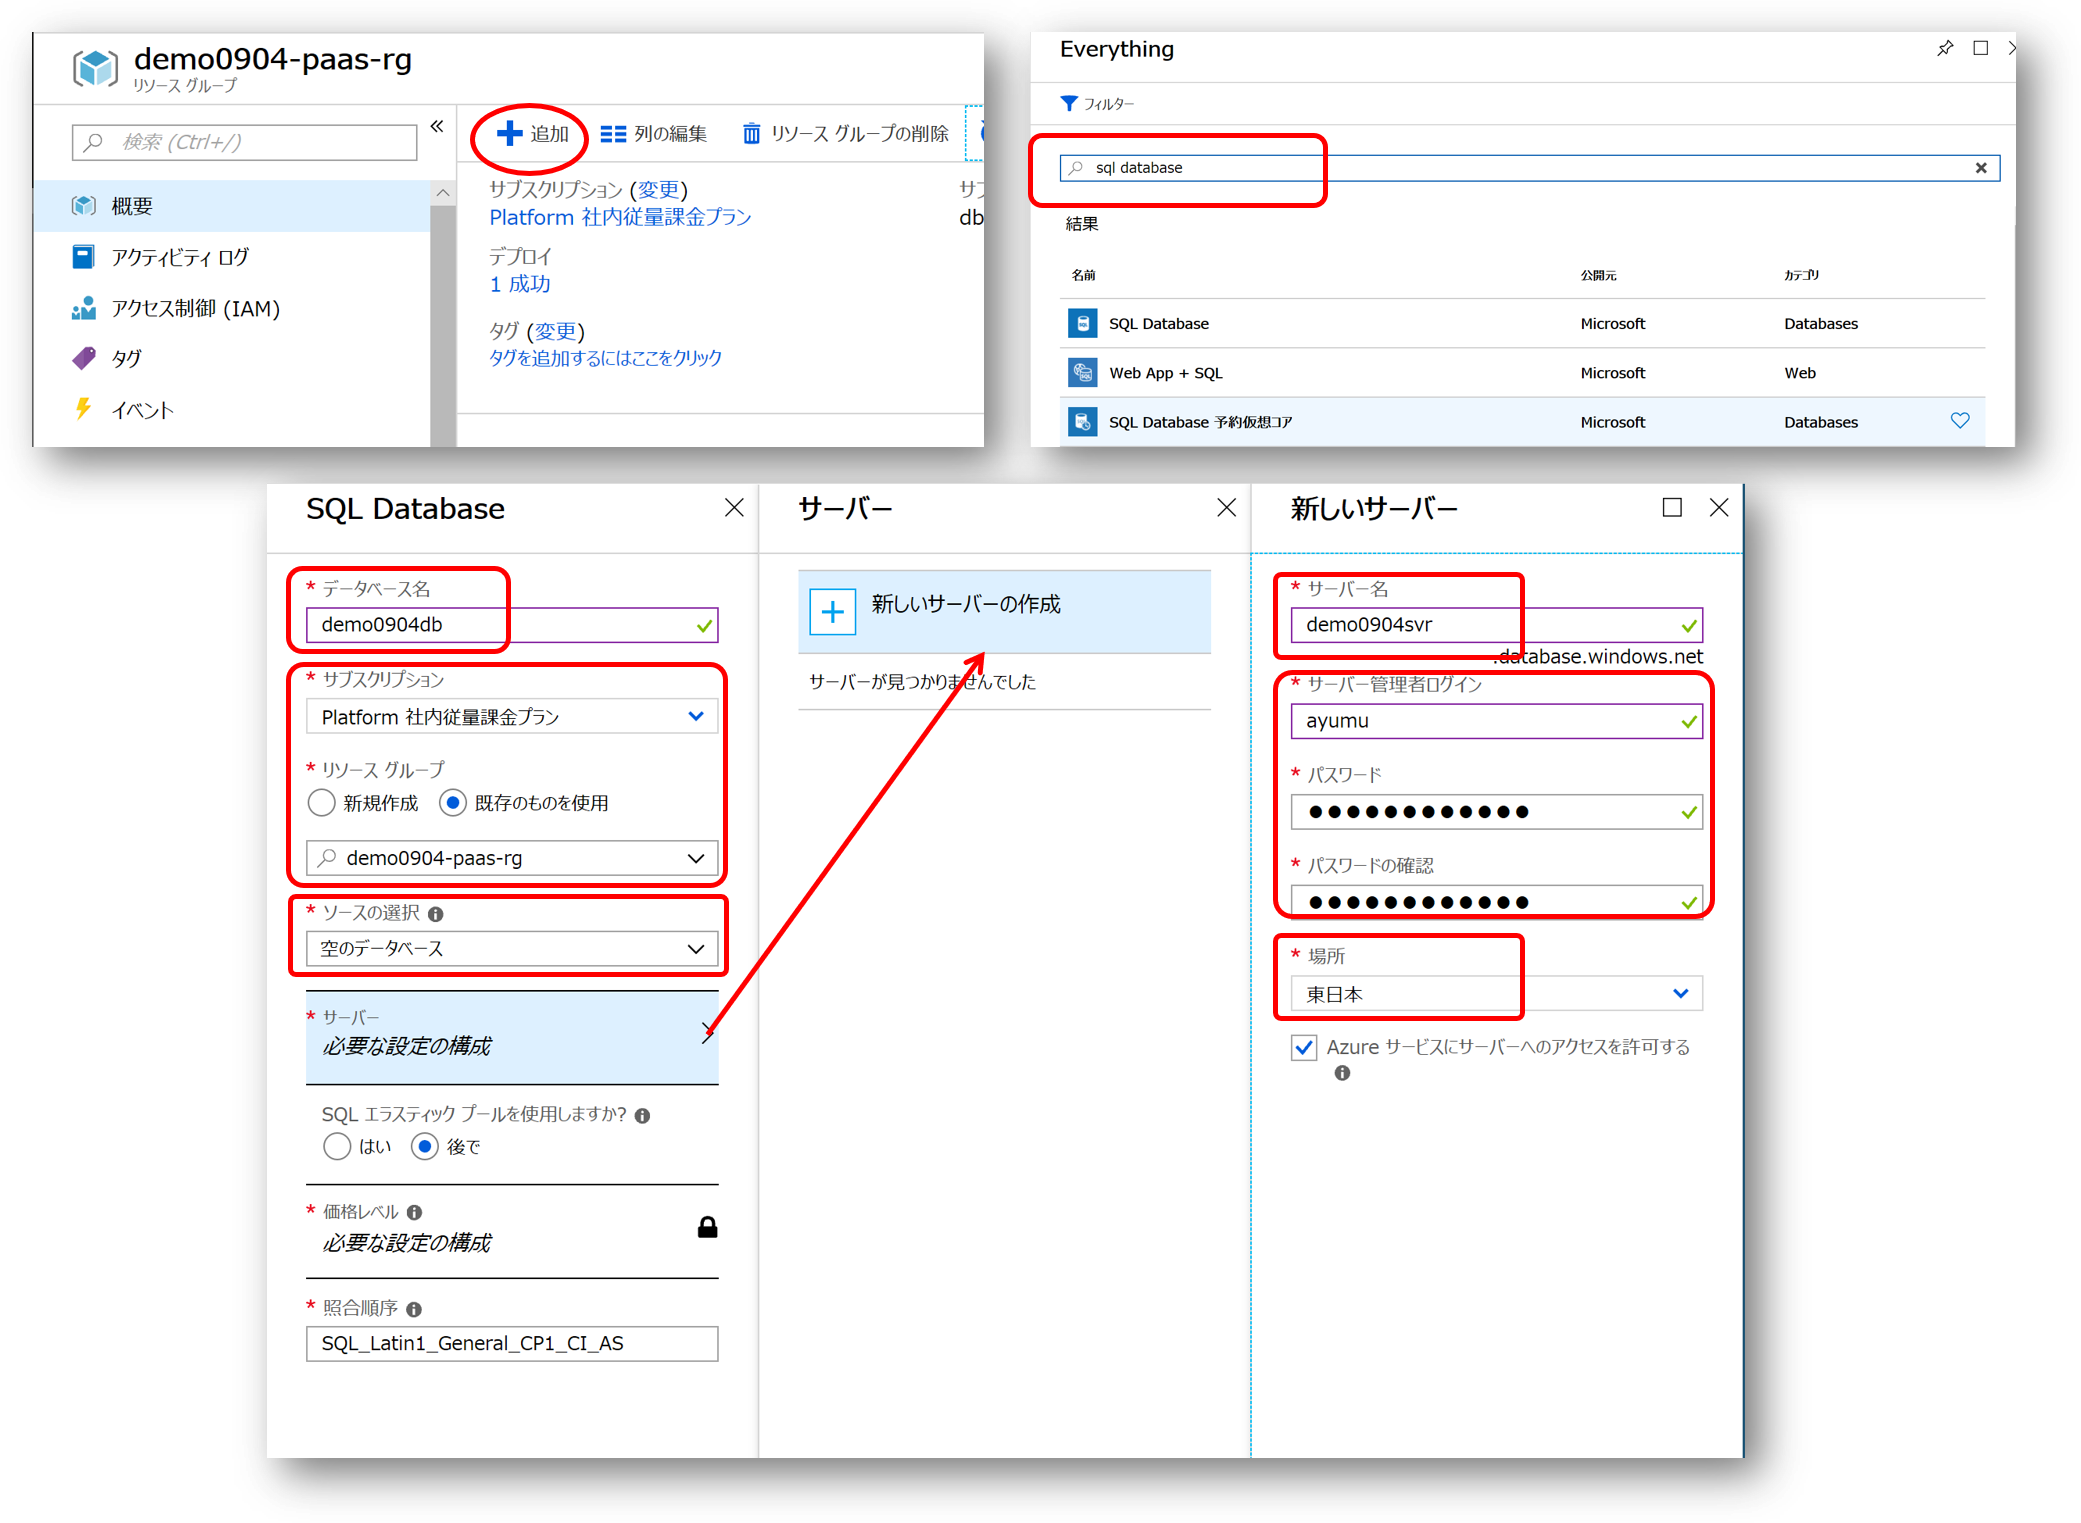 demo0904-paas-rg
リソース グループ
検索 (Ctrl+/)
«
概要
アクティビティ ログ
アクセス制御 (IAM)
タグ
イベント
追加 列の編集 リソース グループの削除
サブスクリプション (変更)
Platform 社内従量課金プラン
デプロイ
1 成功
タグ (変更)
タグを追加するにはここをクリック
サブ
db
Everything
フィルター
sql database
結果
名前 公開元 カテゴリ
SQL Database Microsoft Databases
Web App + SQL Microsoft Web
SQL Database 予約仮想コア Microsoft Databases
SQL Database
* データベース名
demo0904db
* サブスクリプション
Platform 社内従量課金プラン
* リソース グループ
新規作成 既存のものを使用
demo0904-paas-rg
* ソースの選択
空のデータベース
* サーバー
必要な設定の構成
SQL エラスティック プールを使用しますか?
はい 後で
* 価格レベル
必要な設定の構成
* 照合順序
SQL_Latin1_General_CP1_CI_AS
サーバー
新しいサーバーの作成
サーバーが見つかりませんでした
新しいサーバー
* サーバー名
demo0904svr
.database.windows.net
* サーバー管理者ログイン
ayumu
* パスワード
●●●●●●●●●●●●
* パスワードの確認
●●●●●●●●●●●●
* 場所
東日本
Azure サービスにサーバーへのアクセスを許可する